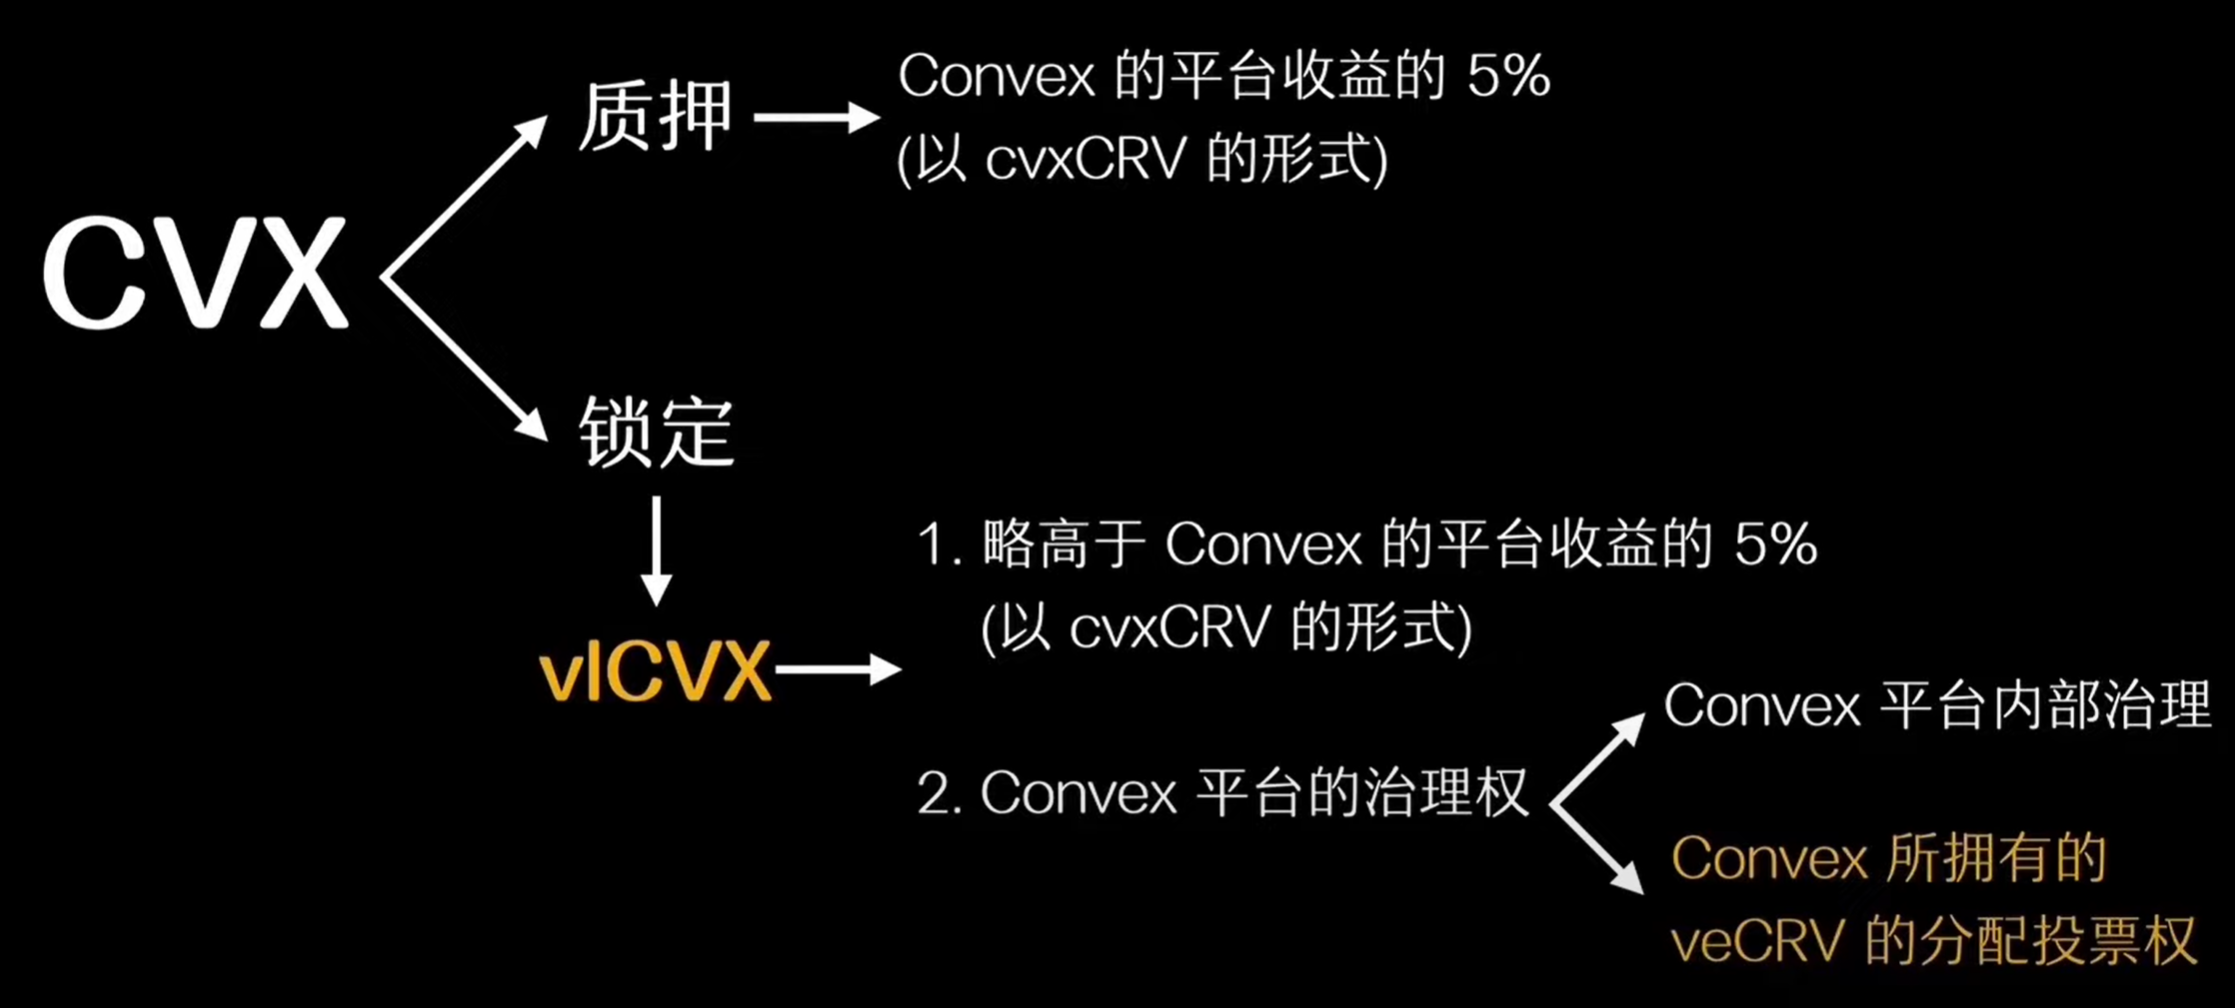 CVX
质押
Convex 的平台收益的 5%
(以 cvxCRV 的形式)
锁定
vlCVX
1. 略高于 Convex 的平台收益的 5%
(以 cvxCRV 的形式)
2. Convex 平台的治理权
Convex 平台内部治理
Convex 所拥有的
veCRV 的分配投票权